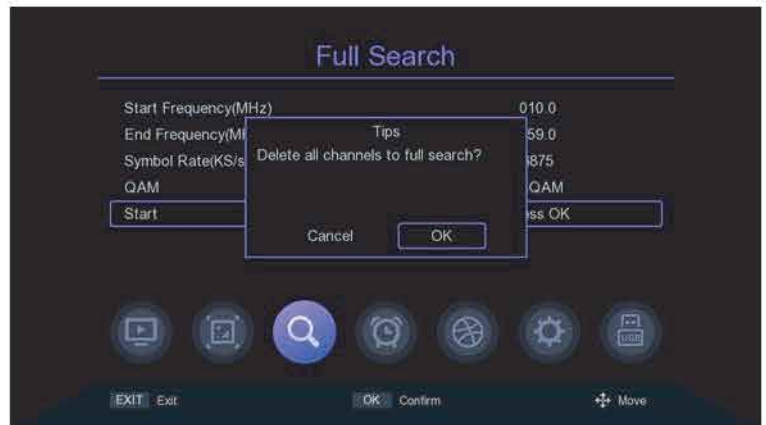 Full Search
Start Frequency(MHz) 010.0
End Frequency(M 59.0
Symbol Rate(KS/s 875
QAM QAM
Start ss OK
Tips
Delete all channels to full search?
Cancel OK
USB
EXIT Exit OK Confirm Move